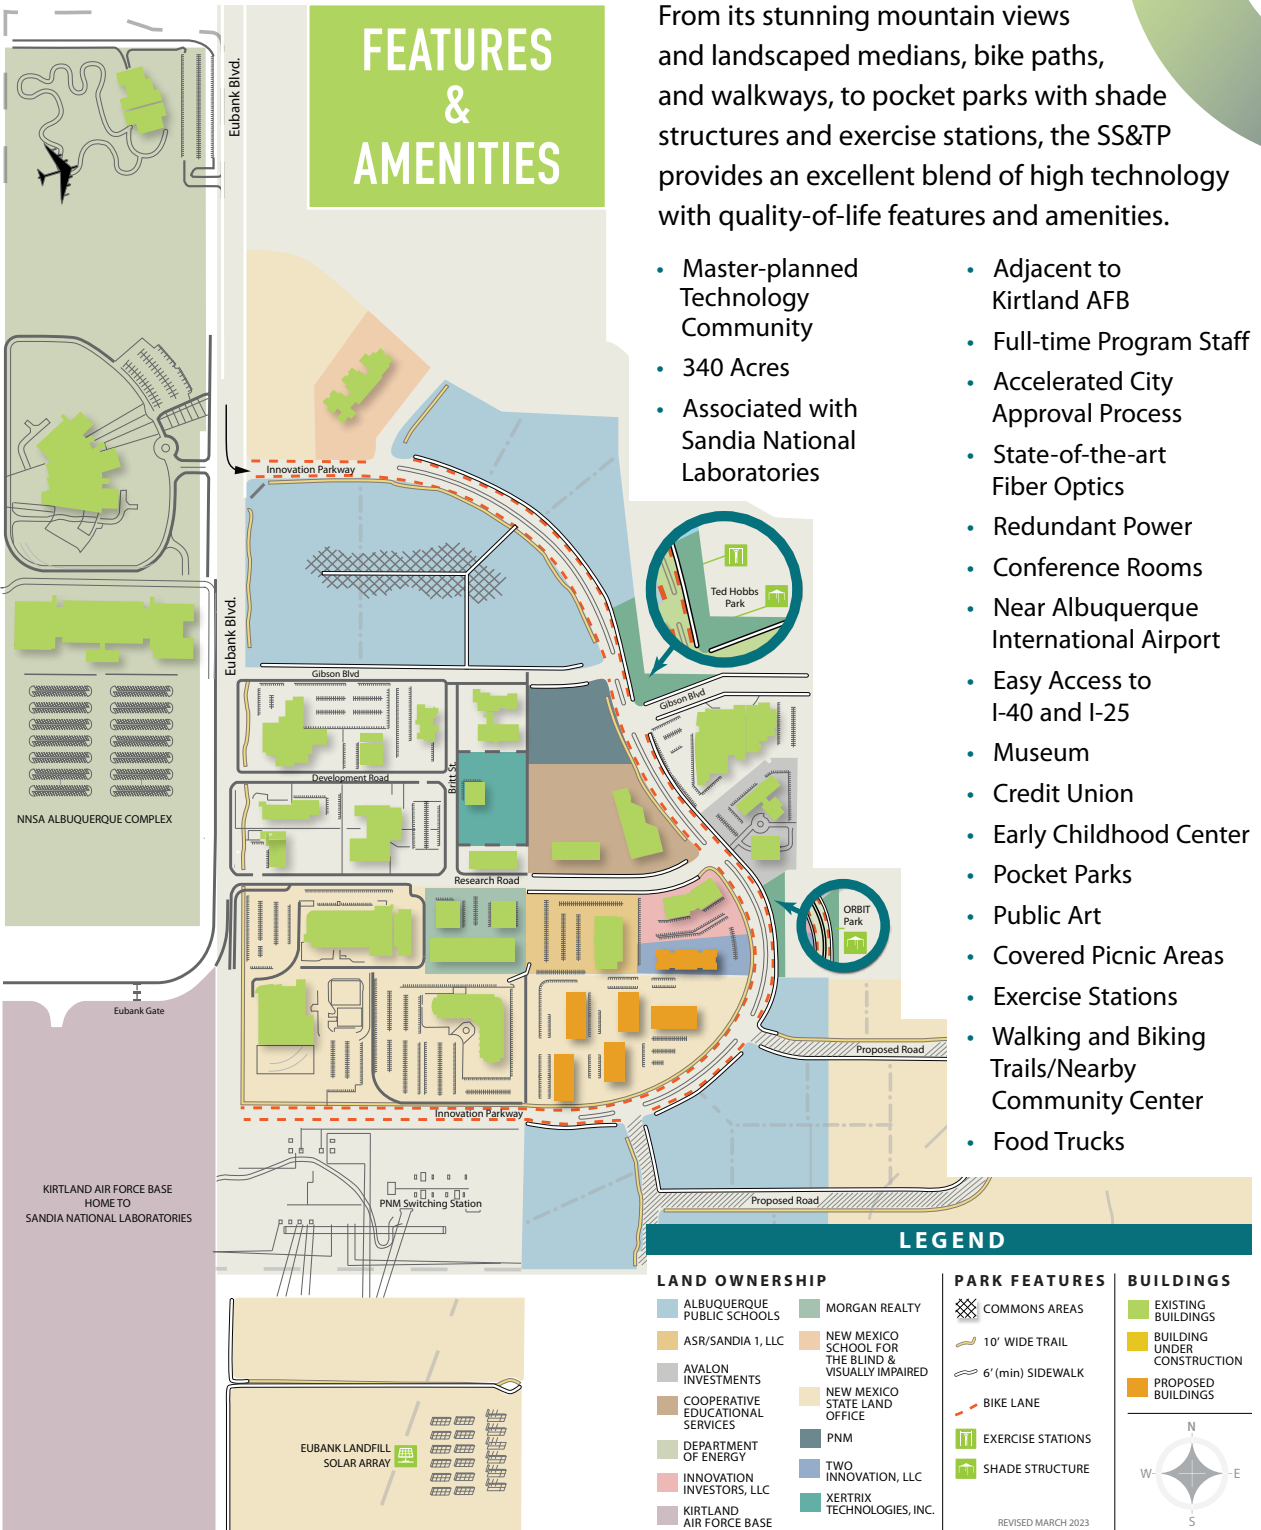 FEATURES
&
AMENITIES
From its stunning mountain views
and landscaped medians, bike paths,
and walkways, to pocket parks with shade
structures and exercise stations, the SS&TP
provides an excellent blend of high technology
with quality-of-life features and amenities.
• Master-planned
Technology
Community
• 340 Acres
• Associated with
Sandia National
Laboratories
• Adjacent to
Kirtland AFB
• Full-time Program Staff
• Accelerated City
Approval Process
• State-of-the-art
Fiber Optics
• Redundant Power
• Conference Rooms
• Near Albuquerque
International Airport
• Easy Access to
I-40 and I-25
• Museum
• Credit Union
• Early Childhood Center
• Pocket Parks
• Public Art
• Covered Picnic Areas
• Exercise Stations
• Walking and Biking
Trails/Nearby
Community Center
• Food Trucks
Eubank Blvd.
Innovation Parkway
Ted Hobbs
Park
Eubank Blvd.
Gibson Blvd
Gibson Blvd
Development Road
Britt St.
NNSA ALBUQUERQUE COMPLEX
Research Road
ORBIT
Park
Eubank Gate
Proposed Road
Innovation Parkway
KIRTLAND AIR FORCE BASE
HOME TO
SANDIA NATIONAL LABORATORIES
PNM Switching Station
Proposed Road
EUBANK LANDFILL
SOLAR ARRAY
LEGEND
LAND OWNERSHIP
ALBUQUERQUE
PUBLIC SCHOOLS
ASR/SANDIA 1, LLC
AVALON
INVESTMENTS
COOPERATIVE
EDUCATIONAL
SERVICES
DEPARTMENT
OF ENERGY
INNOVATION
INVESTORS, LLC
KIRTLAND
AIR FORCE BASE
MORGAN REALTY
NEW MEXICO
SCHOOL FOR
THE BLIND &
VISUALLY IMPAIRED
NEW MEXICO
STATE LAND
OFFICE
PNM
TWO
INNOVATION, LLC
XERTRIX
TECHNOLOGIES, INC.
PARK FEATURES
COMMONS AREAS
10' WIDE TRAIL
6' (min) SIDEWALK
BIKE LANE
EXERCISE STATIONS
SHADE STRUCTURE
REVISED MARCH 2023
BUILDINGS
EXISTING
BUILDINGS
BUILDING
UNDER
CONSTRUCTION
PROPOSED
BUILDINGS
N
W
E
S